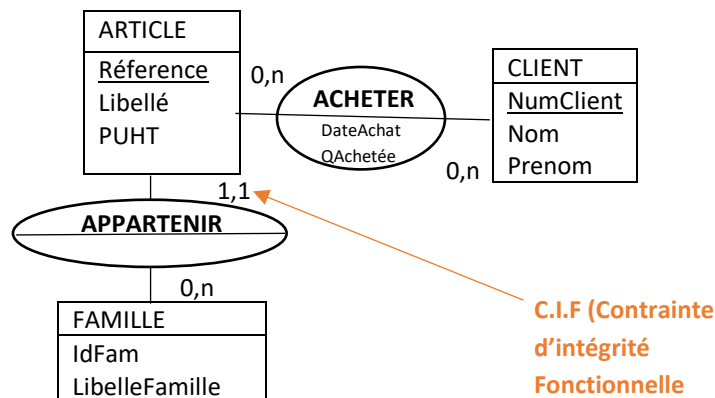 ARTICLE
Réference
Libellé
PUHT
0,n
ACHETER
DateAchat
QAchetée
0,n
CLIENT
NumClient
Nom
Prenom
1,1
APPARTENIR
0,n
FAMILLE
IdFam
LibelleFamille
C.I.F (Contrainte
d’intégrité
Fonctionnelle